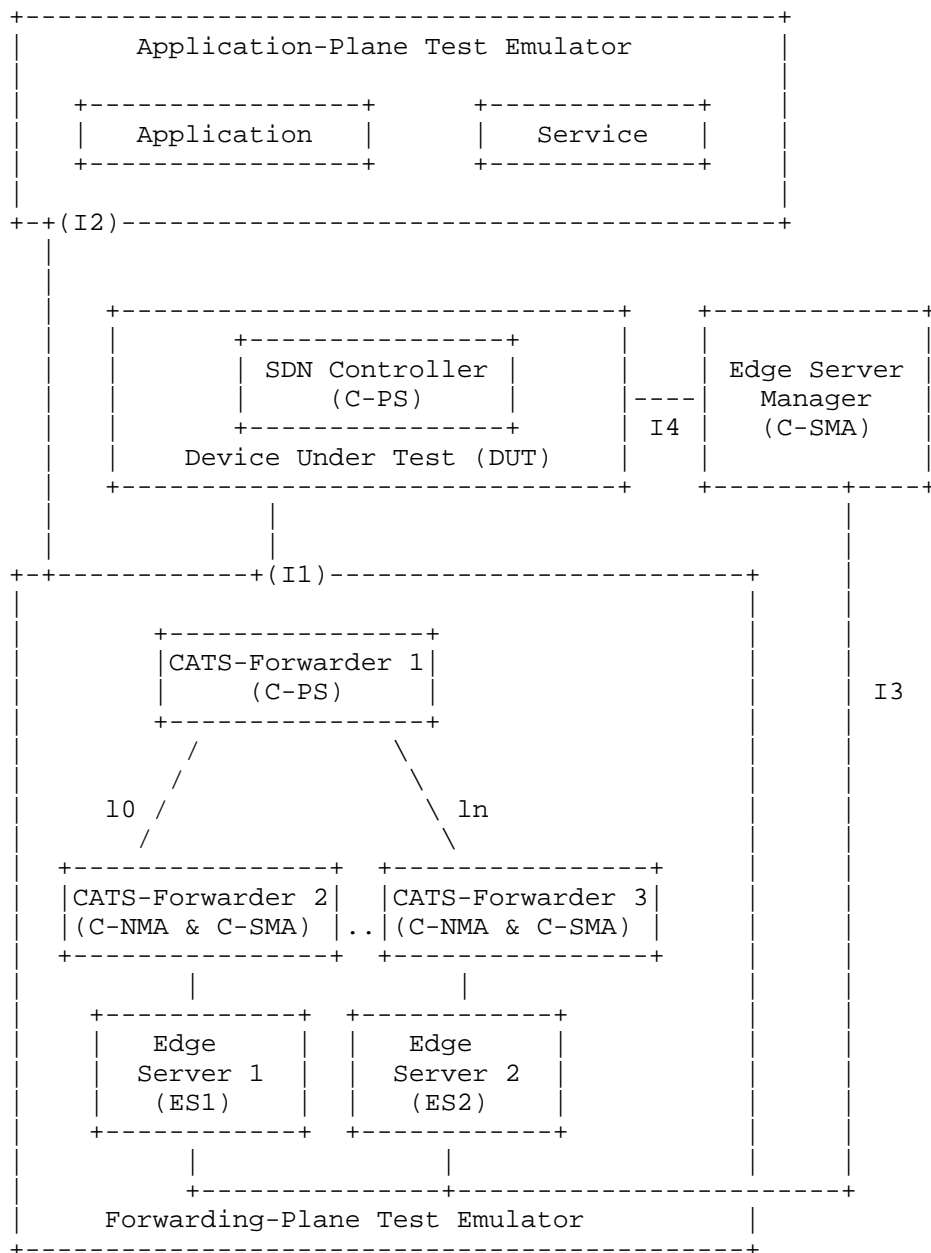 Application-Plane Test Emulator
Application Service
(I2)
SDN Controller
(C-PS)
Device Under Test (DUT)
I4
Edge Server
Manager
(C-SMA)
(I1)
CATS-Forwarder 1
(C-PS)
I3
l0 ln
CATS-Forwarder 2 CATS-Forwarder 3
(C-NMA & C-SMA) .. (C-NMA & C-SMA)
Edge Edge
Server 1 Server 2
(ES1) (ES2)
Forwarding-Plane Test Emulator